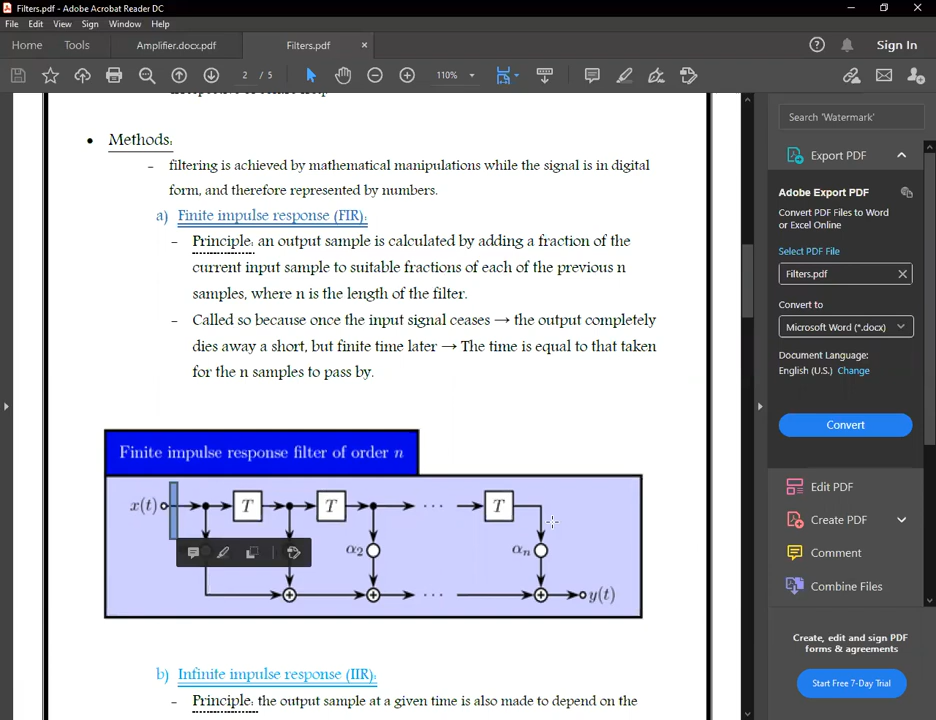 Filters.pdf - Adobe Acrobat Reader DC
File Edit View Sign Window Help
Home Tools Amplifier.docx.pdf Filters.pdf × Sign In
2 / 5 110%
Search 'Watermark'
Export PDF
Adobe Export PDF
Convert PDF Files to Word
or Excel Online
Select PDF File
Filters.pdf
Convert to
Microsoft Word (*.docx)
Document Language:
English (U.S.) Change
Convert
Edit PDF
Create PDF
Comment
Combine Files
Create, edit and sign PDF
forms & agreements
Start Free 7-Day Trial
• Methods:
- filtering is achieved by mathematical manipulations while the signal is in digital
form, and therefore represented by numbers.
a) Finite impulse response (FIR):
- Principle: an output sample is calculated by adding a fraction of the
current input sample to suitable fractions of each of the previous n
samples, where n is the length of the filter.
- Called so because once the input signal ceases → the output completely
dies away a short, but finite time later → The time is equal to that taken
for the n samples to pass by.
Finite impulse response filter of order n
x(t) T T ··· T
α2 αn
··· y(t)
b) Infinite impulse response (IIR):
- Principle: the output sample at a given time is also made to depend on the